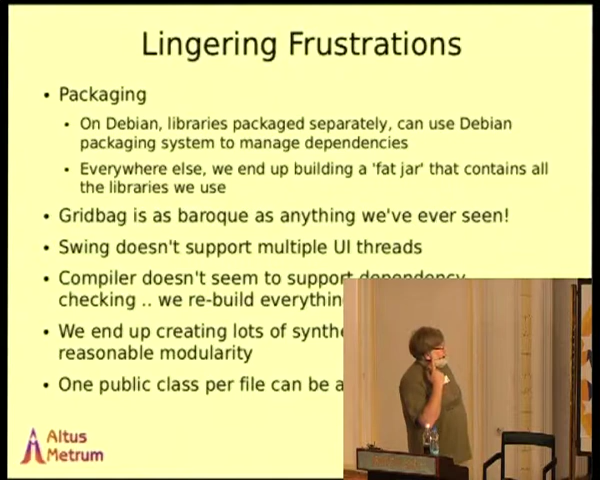 Lingering Frustrations
• Packaging
• On Debian, libraries packaged separately, can use Debian
packaging system to manage dependencies
• Everywhere else, we end up building a 'fat jar' that contains all
the libraries we use
• Gridbag is as baroque as anything we've ever seen!
• Swing doesn't support multiple UI threads
• Compiler doesn't seem to support dependency
checking .. we re-build everythin
• We end up creating lots of synthe
reasonable modularity
• One public class per file can be a
Altus
Metrum